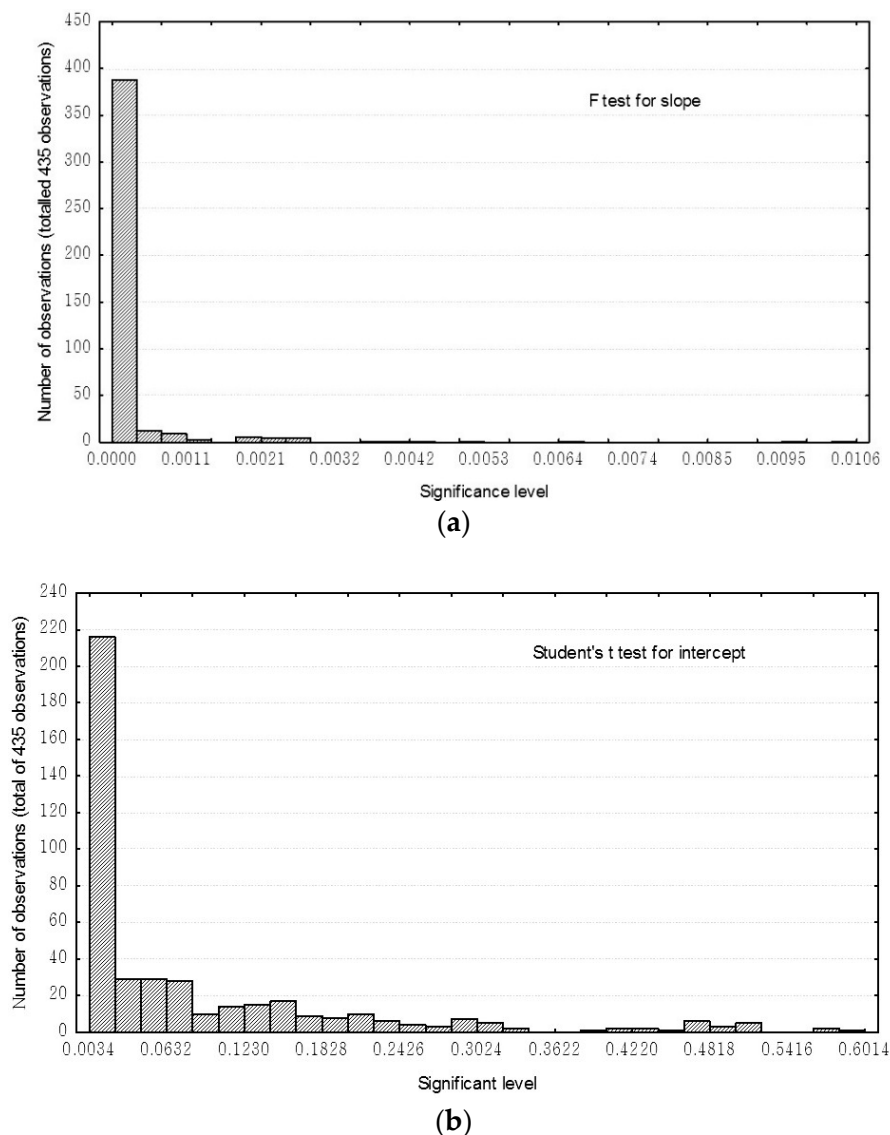 450
400
350
300
250
200
150
100
50
0
Number of observations (totalled 435 observations)
F test for slope
0.0000 0.0011 0.0021 0.0032 0.0042 0.0053 0.0064 0.0074 0.0085 0.0095 0.0106
Significance level
(a)
240
220
200
180
160
140
120
100
80
60
40
20
0
Number of observations (total of 435 observations)
Student's t test for intercept
0.0034 0.0632 0.1230 0.1828 0.2426 0.3024 0.3622 0.4220 0.4818 0.5416 0.6014
Significant level
(b)